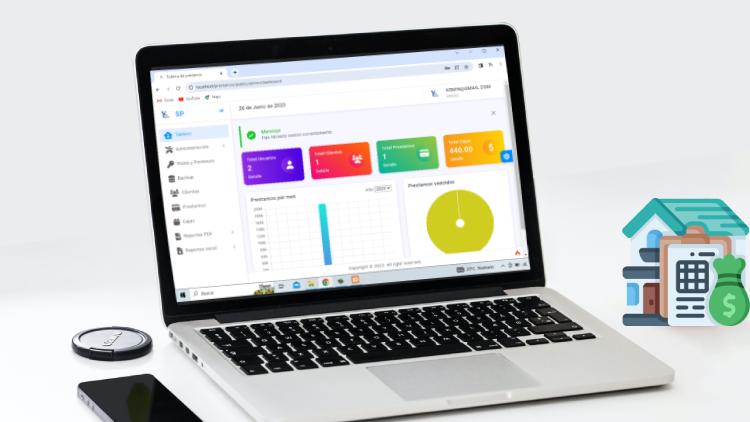 Sistema de prestamos
localhost/prestamos/public/admin/dashboard
Gmail YouTube Maps
SP
26 de Junio de 2023
ADMIN@GMAIL.COM
Tablero
Administración
Roles y Permisos
Backup
Clientes
Prestamos
Cajas
Reportes PDF
Reportes excel
Mensaje
Has iniciado sesion correctamente
Total Usuarios
2
Detalle
Total Clientes
1
Detalle
Total Prestamos
1
Detalle
Total Cajas
440.00
Detalle
Prestamos por mes
Año 2023
Prestamos vencidos
Copyright © 2023. All right reserved.
Buscar
23°C Nublado